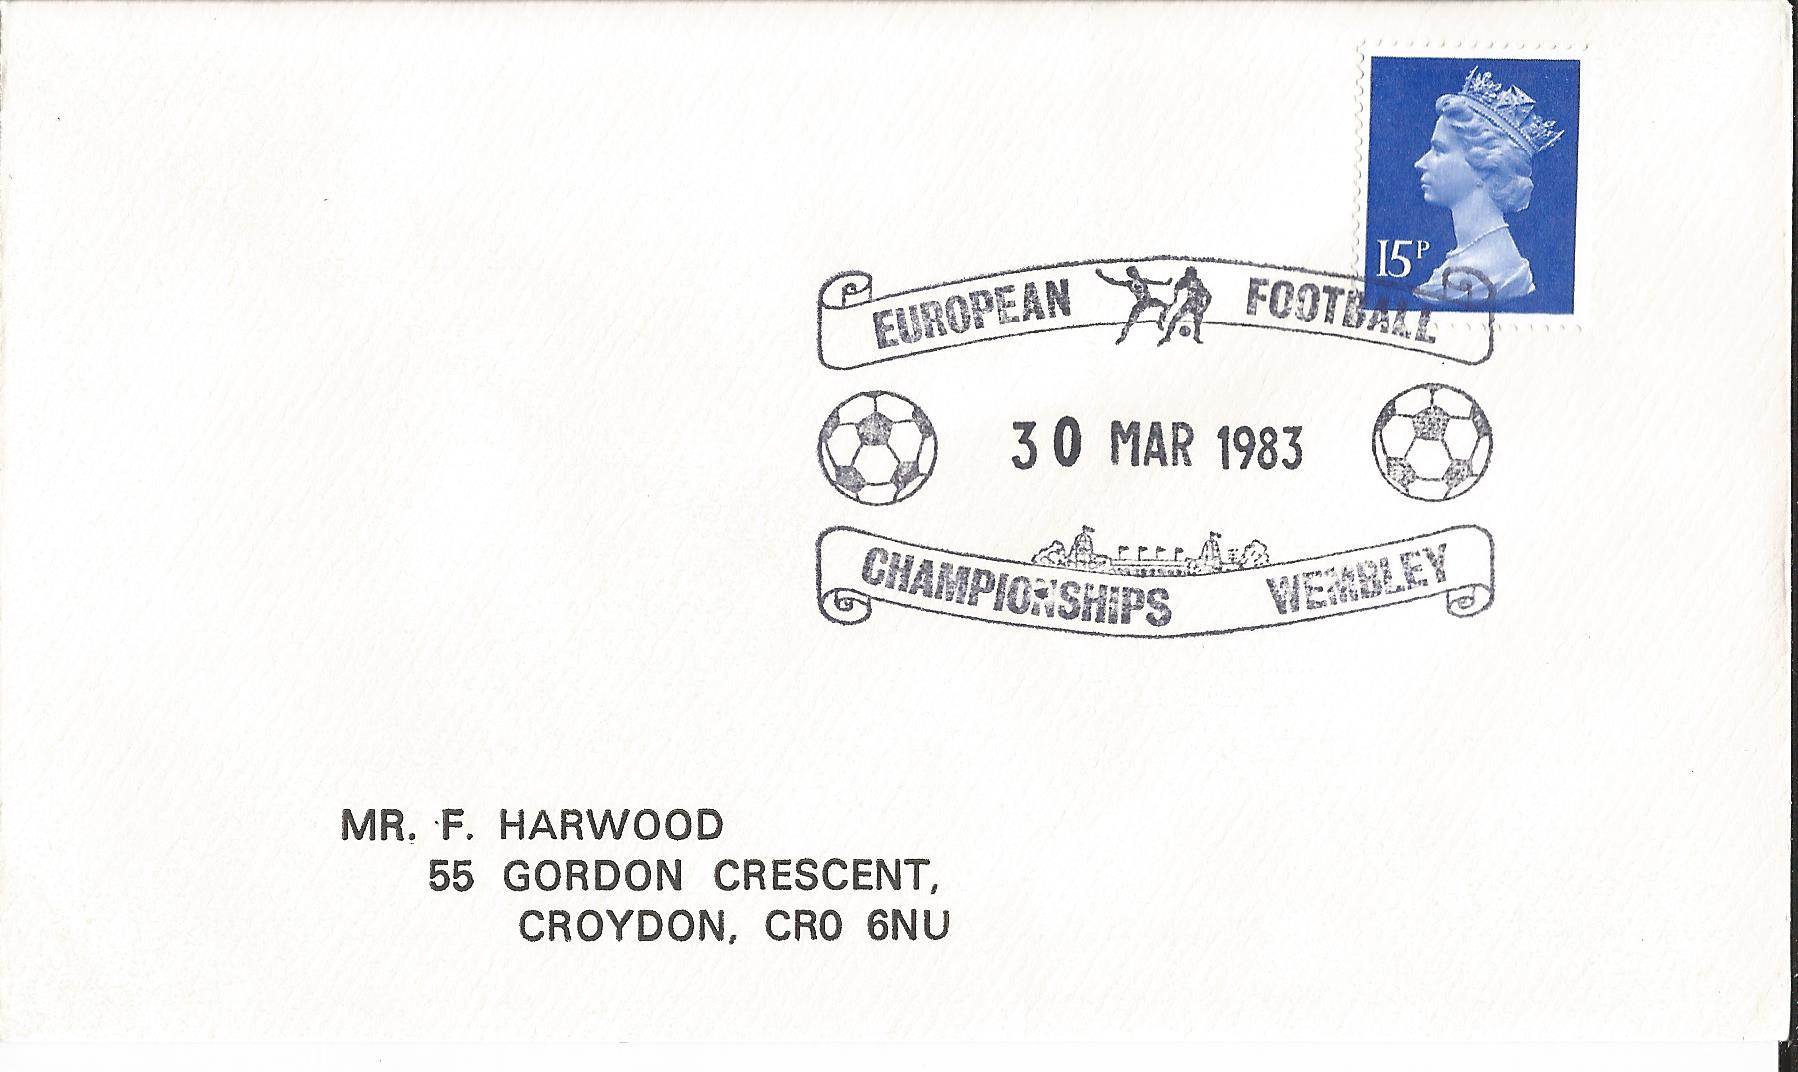 15P
EUROPEAN FOOTBALL
30 MAR 1983
CHAMPIONSHIPS WEMBLEY
MR. F. HARWOOD
55 GORDON CRESCENT,
CROYDON, CR0 6NU